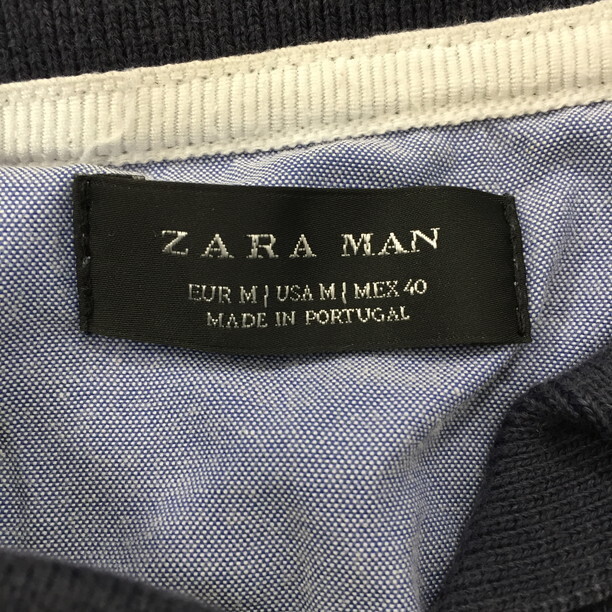 ZARA MAN
EUR M | USA M | MEX 40
MADE IN PORTUGAL